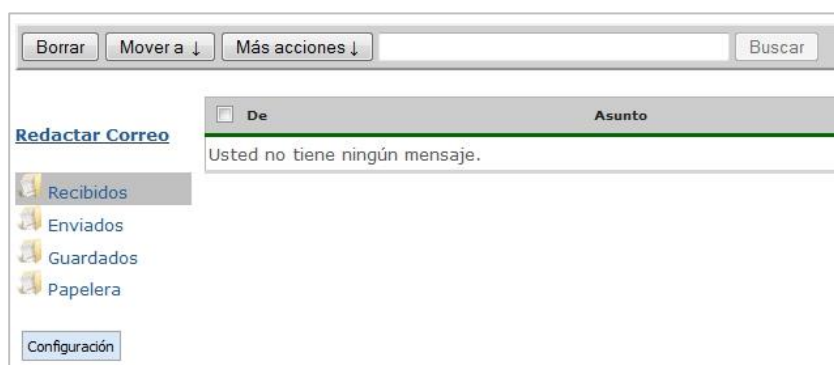 Borrar Mover a ↓ Más acciones ↓ Buscar
De Asunto
Redactar Correo
Usted no tiene ningún mensaje.
Recibidos
Enviados
Guardados
Papelera
Configuración